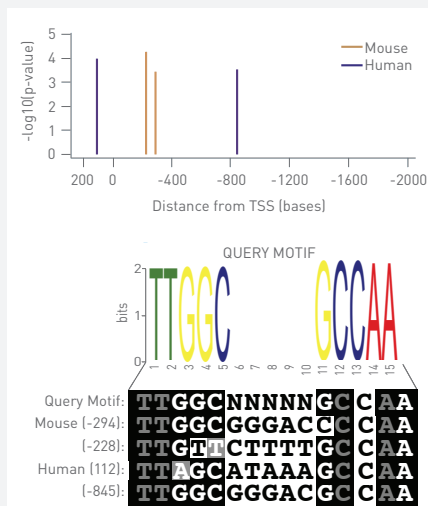 5
Mouse
4
Human
3
2
1
0
-log10(p-value)
200 0 -400 -800 -1200 -1600 -2000
Distance from TSS (bases)
QUERY MOTIF
2
1
0
bits
TTGGC GCCAA
1 2 3 4 5 6 7 8 9 10 11 12 13 14 15
Query Motif: TTGGCNNNNNGCCAA
Mouse (-294): TTGGCGGGACCCCAA
(-228): TTGTTCTTTTGCCAA
Human (112): TTAGCATAAAGCCAA
(-845): TTGGCGGGACGCCAA